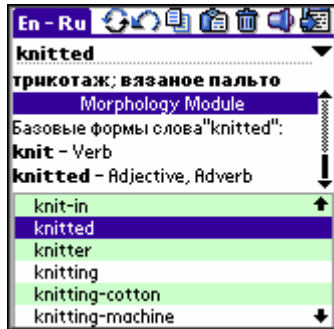 En - Ru
knitted
трикотаж; вязаное пальто
Morphology Module
Базовые формы слова"knitted":
knit - Verb
knitted - Adjective, Adverb
knit-in
knitted
knitter
knitting
knitting-cotton
knitting-machine